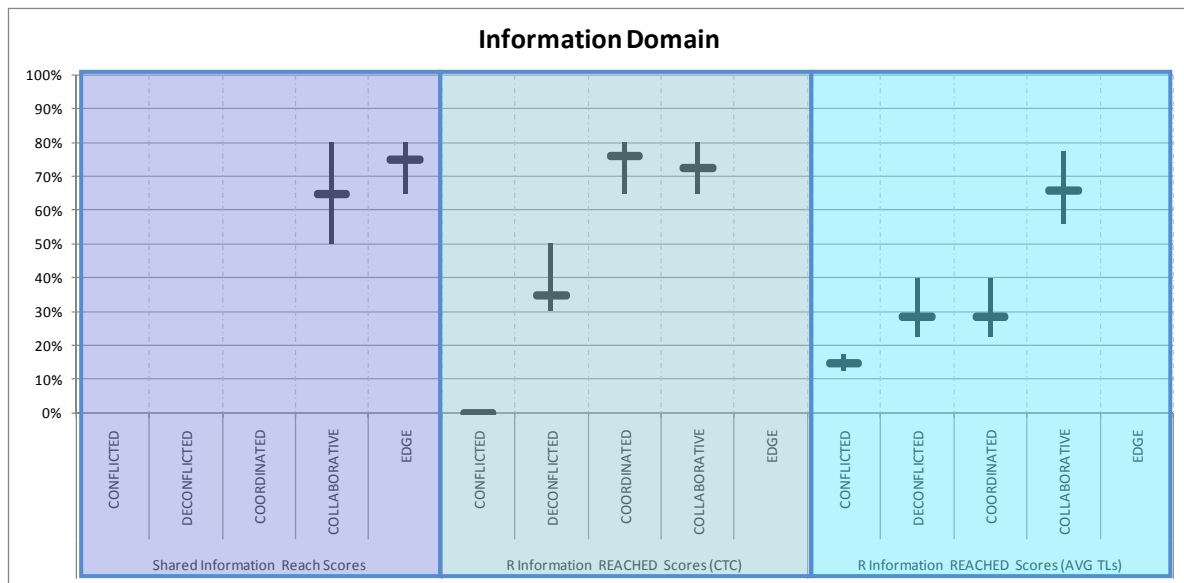 Information Domain
100%
90%
80%
70%
60%
50%
40%
30%
20%
10%
0%
CONFLICTED
DECONFLICTED
COORDINATED
COLLABORATIVE
EDGE
CONFLICTED
DECONFLICTED
COORDINATED
COLLABORATIVE
EDGE
CONFLICTED
DECONFLICTED
COORDINATED
COLLABORATIVE
EDGE
Shared Information Reach Scores
R Information REACHED Scores (CTC)
R Information REACHED Scores (AVG TLs)